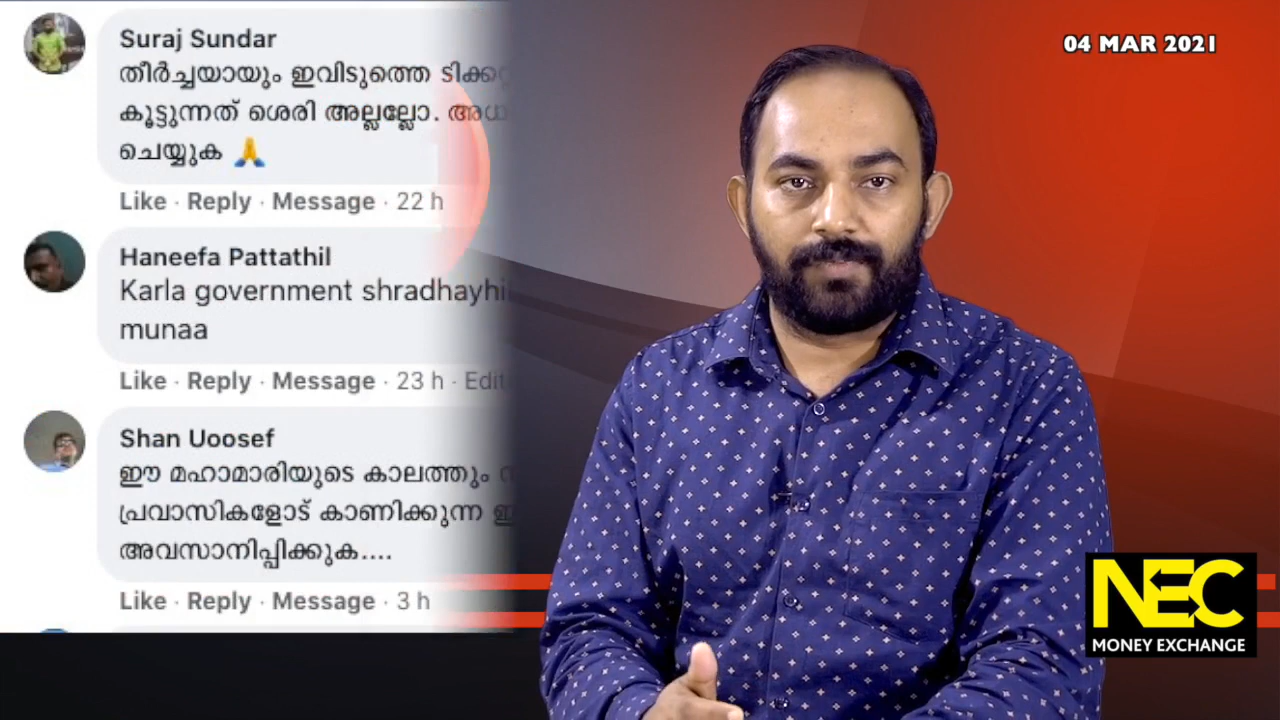 Suraj Sundar
തീർച്ചയായും ഇവിടുത്തെ
കൂട്ടുന്നത് ശെരി അല്ലല്ലോ.
ചെയ്യുക 🙏
Like · Reply · Message · 22 h
Haneefa Pattathil
Karla government
munaa
Like · Reply · Message · 23 h ·
Shan Uoosef
ഈ മഹാമാരിയുടെ കാലത്തും
പ്രവാസികളോട് കാണിക്കുന്ന
അവസാനിപ്പിക്കുക....
Like · Reply · Message · 3 h
04 MAR 2021
NEC
MONEY EXCHANGE